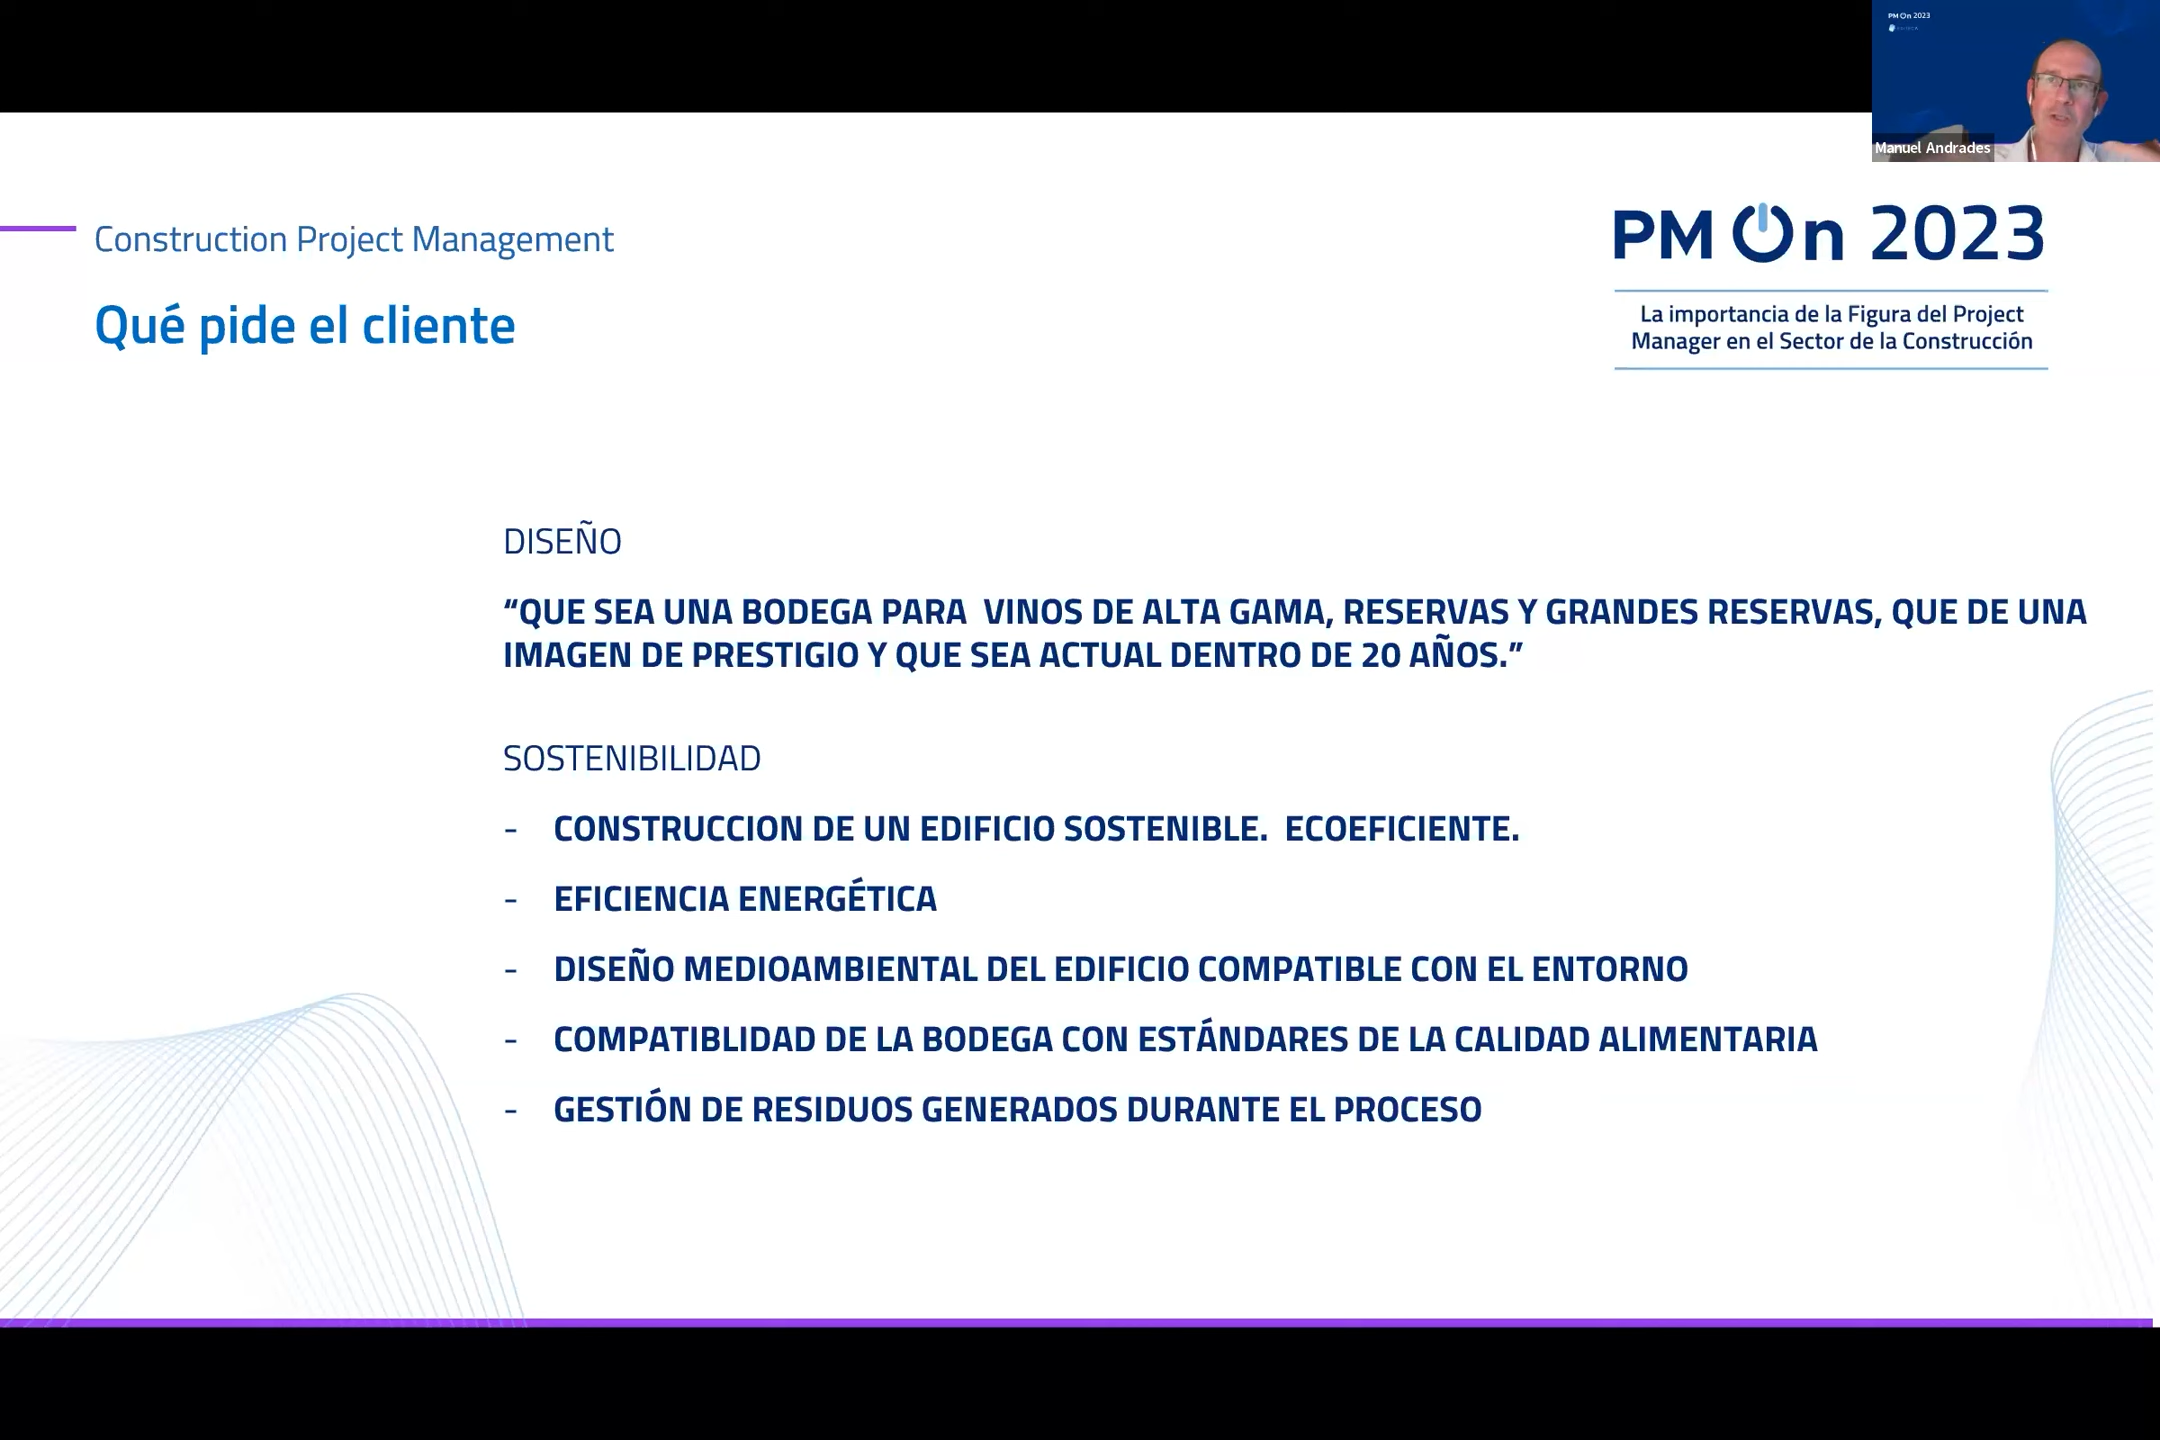 PM On 2023
Manuel Andrades
Construction Project Management
Qué pide el cliente
PM On 2023
La importancia de la Figura del Project
Manager en el Sector de la Construcción
DISEÑO
“QUE SEA UNA BODEGA PARA  VINOS DE ALTA GAMA, RESERVAS Y GRANDES RESERVAS, QUE DE UNA
IMAGEN DE PRESTIGIO Y QUE SEA ACTUAL DENTRO DE 20 AÑOS.”
SOSTENIBILIDAD
- CONSTRUCCION DE UN EDIFICIO SOSTENIBLE.  ECOEFICIENTE.
- EFICIENCIA ENERGÉTICA
- DISEÑO MEDIOAMBIENTAL DEL EDIFICIO COMPATIBLE CON EL ENTORNO
- COMPATIBLIDAD DE LA BODEGA CON ESTÁNDARES DE LA CALIDAD ALIMENTARIA
- GESTIÓN DE RESIDUOS GENERADOS DURANTE EL PROCESO